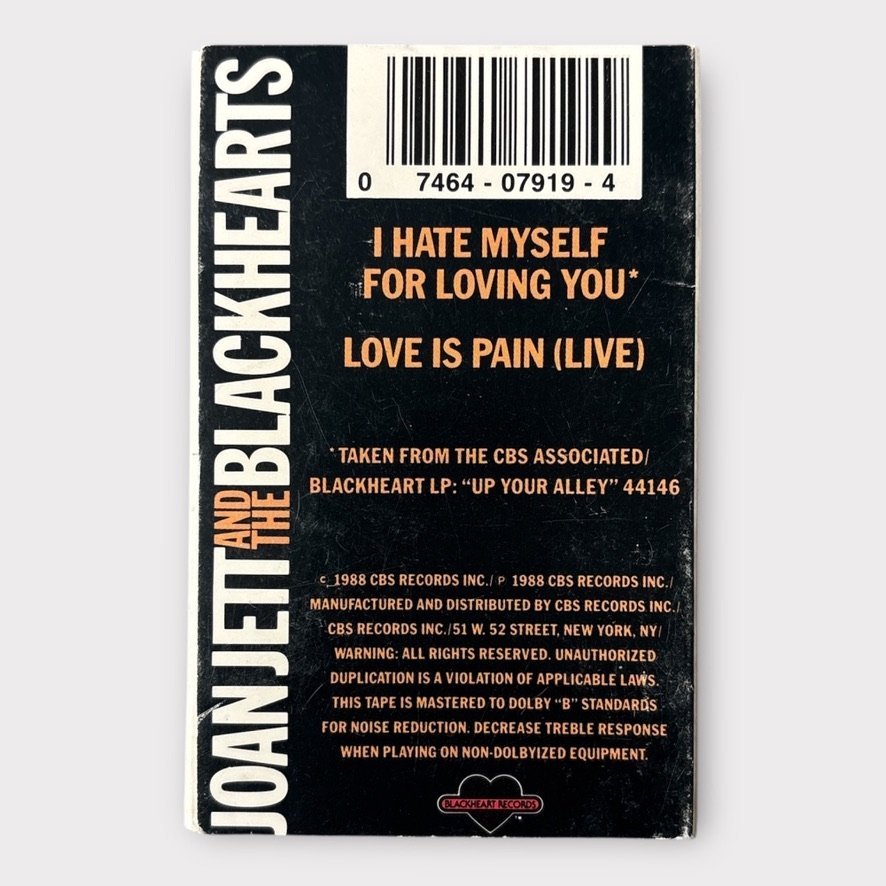 JOAN JETT AND THE BLACKHEARTS
0 7464 - 07919 - 4
I HATE MYSELF
FOR LOVING YOU*
LOVE IS PAIN (LIVE)
*TAKEN FROM THE CBS ASSOCIATED/
BLACKHEART LP: “UP YOUR ALLEY” 44146
© 1988 CBS RECORDS INC./ ℗ 1988 CBS RECORDS INC./
MANUFACTURED AND DISTRIBUTED BY CBS RECORDS INC./
CBS RECORDS INC./51 W. 52 STREET, NEW YORK, NY/
WARNING: ALL RIGHTS RESERVED. UNAUTHORIZED
DUPLICATION IS A VIOLATION OF APPLICABLE LAWS.
THIS TAPE IS MASTERED TO DOLBY “B” STANDARDS
FOR NOISE REDUCTION. DECREASE TREBLE RESPONSE
WHEN PLAYING ON NON-DOLBYIZED EQUIPMENT.
BLACKHEART RECORDS
™